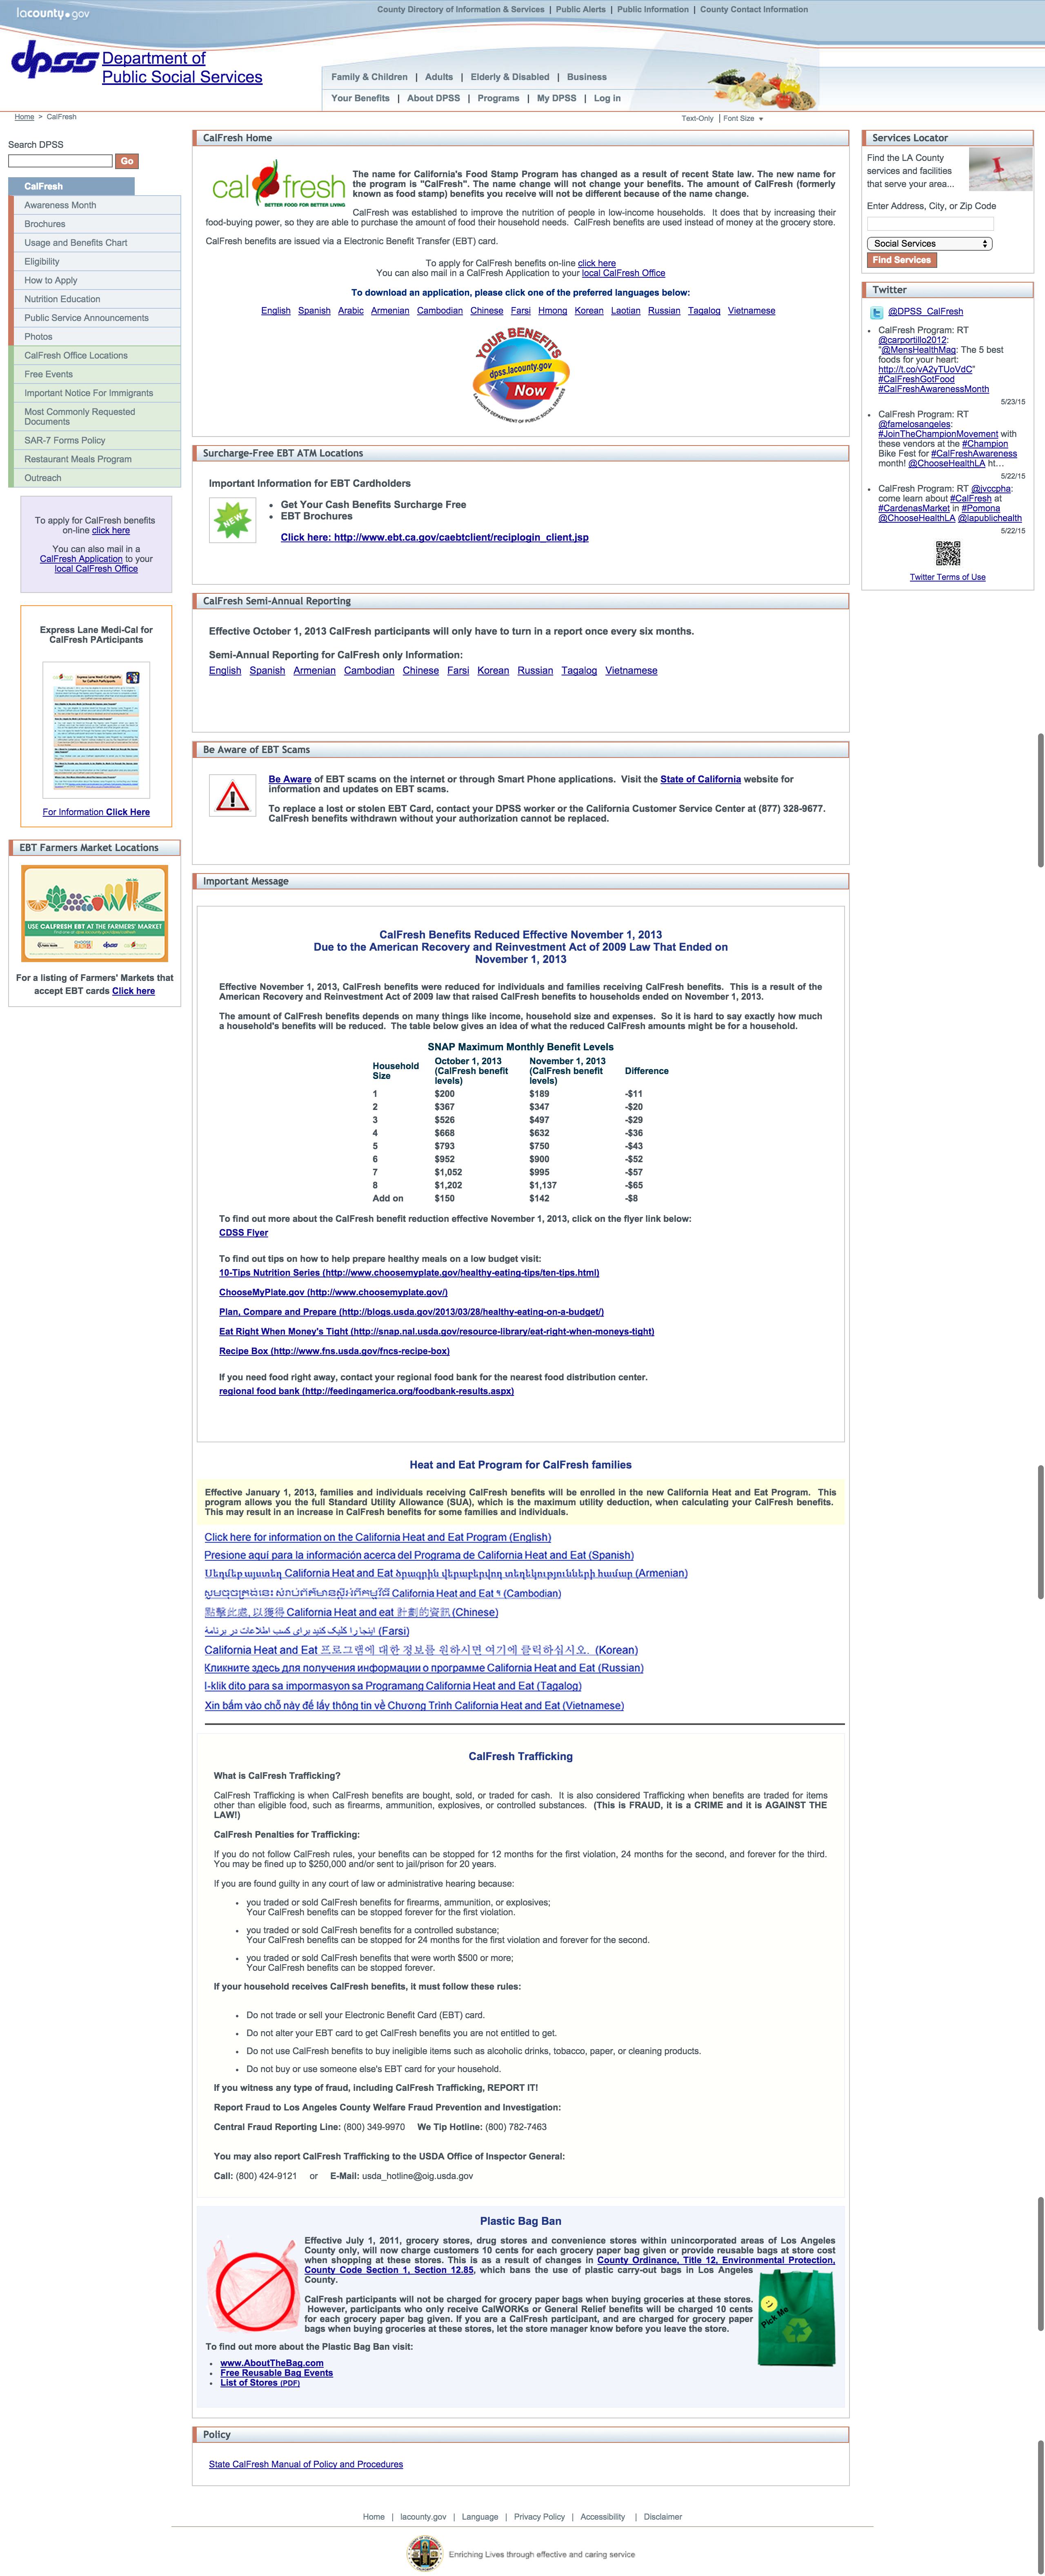 lacounty.gov
County Directory of Information & Services | Public Alerts | Public Information | County Contact Information
dpss Department of
Public Social Services
Family & Children | Adults | Elderly & Disabled | Business
Your Benefits | About DPSS | Programs | My DPSS | Log in
Home > CalFresh
Text-Only | Font Size
Search DPSS
Go
CalFresh
Awareness Month
Brochures
Usage and Benefits Chart
Eligibility
How to Apply
Nutrition Education
Public Service Announcements
Photos
CalFresh Office Locations
Free Events
Important Notice For Immigrants
Most Commonly Requested
Documents
SAR-7 Forms Policy
Restaurant Meals Program
Outreach
To apply for CalFresh benefits
on-line click here
You can also mail in a
CalFresh Application to your
local CalFresh Office
Express Lane Medi-Cal for
CalFresh PArticipants
For Information Click Here
EBT Farmers Market Locations
USE CALFRESH EBT AT THE FARMERS' MARKET
For a listing of Farmers' Markets that
accept EBT cards Click here
CalFresh Home
cal fresh
BETTER FOOD FOR BETTER LIVING
The name for California's Food Stamp Program has changed as a result of recent State law. The new name for
the program is "CalFresh". The name change will not change your benefits. The amount of CalFresh (formerly
known as food stamp) benefits you receive will not be different because of the name change.
CalFresh was established to improve the nutrition of people in low-income households. It does that by increasing their
food-buying power, so they are able to purchase the amount of food their household needs. CalFresh benefits are used instead of money at the grocery store.
CalFresh benefits are issued via a Electronic Benefit Transfer (EBT) card.
To apply for CalFresh benefits on-line click here
You can also mail in a CalFresh Application to your local CalFresh Office
To download an application, please click one of the preferred languages below:
English Spanish Arabic Armenian Cambodian Chinese Farsi Hmong Korean Laotian Russian Tagalog Vietnamese
YOUR BENEFITS
dpss.lacounty.gov
Now
LA COUNTY DEPARTMENT OF PUBLIC SOCIAL SERVICES
Surcharge-Free EBT ATM Locations
Important Information for EBT Cardholders
NEW
Get Your Cash Benefits Surcharge Free
EBT Brochures
Click here: http://www.ebt.ca.gov/caebtclient/reciplogin_client.jsp
CalFresh Semi-Annual Reporting
Effective October 1, 2013 CalFresh participants will only have to turn in a report once every six months.
Semi-Annual Reporting for CalFresh only Information:
English Spanish Armenian Cambodian Chinese Farsi Korean Russian Tagalog Vietnamese
Be Aware of EBT Scams
Be Aware of EBT scams on the internet or through Smart Phone applications. Visit the State of California website for
information and updates on EBT scams.
To replace a lost or stolen EBT Card, contact your DPSS worker or the California Customer Service Center at (877) 328-9677.
CalFresh benefits withdrawn without your authorization cannot be replaced.
Important Message
CalFresh Benefits Reduced Effective November 1, 2013
Due to the American Recovery and Reinvestment Act of 2009 Law That Ended on
November 1, 2013
Effective November 1, 2013, CalFresh benefits were reduced for individuals and families receiving CalFresh benefits. This is a result of the
American Recovery and Reinvestment Act of 2009 law that raised CalFresh benefits to households ended on November 1, 2013.
The amount of CalFresh benefits depends on many things like income, household size and expenses. So it is hard to say exactly how much
a household's benefits will be reduced. The table below gives an idea of what the reduced CalFresh amounts might be for a household.
SNAP Maximum Monthly Benefit Levels
Household Size October 1, 2013 (CalFresh benefit levels) November 1, 2013 (CalFresh benefit levels) Difference
1 $200 $189 -$11
2 $367 $347 -$20
3 $526 $497 -$29
4 $668 $632 -$36
5 $793 $750 -$43
6 $952 $900 -$52
7 $1,052 $995 -$57
8 $1,202 $1,137 -$65
Add on $150 $142 -$8
To find out more about the CalFresh benefit reduction effective November 1, 2013, click on the flyer link below:
CDSS Flyer
To find out tips on how to help prepare healthy meals on a low budget visit:
10-Tips Nutrition Series (http://www.choosemyplate.gov/healthy-eating-tips/ten-tips.html)
ChooseMyPlate.gov (http://www.choosemyplate.gov/)
Plan, Compare and Prepare (http://blogs.usda.gov/2013/03/28/healthy-eating-on-a-budget/)
Eat Right When Money's Tight (http://snap.nal.usda.gov/resource-library/eat-right-when-moneys-tight)
Recipe Box (http://www.fns.usda.gov/fncs-recipe-box)
If you need food right away, contact your regional food bank for the nearest food distribution center.
regional food bank (http://feedingamerica.org/foodbank-results.aspx)
Heat and Eat Program for CalFresh families
Effective January 1, 2013, families and individuals receiving CalFresh benefits will be enrolled in the new California Heat and Eat Program. This
program allows you the full Standard Utility Allowance (SUA), which is the maximum utility deduction, when calculating your CalFresh benefits.
This may result in an increase in CalFresh benefits for some families and individuals.
Click here for information on the California Heat and Eat Program (English)
Presione aquí para la información acerca del Programa de California Heat and Eat (Spanish)
Սեղմեք այստեղ California Heat and Eat ծրագրին վերաբերվող տեղեկությունների համար (Armenian)
California Heat and Eat ។ (Cambodian)
點擊此處, 以獲得 California Heat and eat 計劃的資訊 (Chinese)
اینجا را کلیک کنید برای کسب اطلاعات در برنامۀ (Farsi)
California Heat and Eat 프로그램에 대한 정보를 원하시면 여기에 클릭하십시오. (Korean)
Кликните здесь для получения информации о программе California Heat and Eat (Russian)
I-klik dito para sa impormasyon sa Programang California Heat and Eat (Tagalog)
Xin bấm vào chỗ này để lấy thông tin về Chương Trình California Heat and Eat (Vietnamese)
CalFresh Trafficking
What is CalFresh Trafficking?
CalFresh Trafficking is when CalFresh benefits are bought, sold, or traded for cash. It is also considered Trafficking when benefits are traded for items
other than eligible food, such as firearms, ammunition, explosives, or controlled substances. (This is FRAUD, it is a CRIME and it is AGAINST THE
LAW!)
CalFresh Penalties for Trafficking:
If you do not follow CalFresh rules, your benefits can be stopped for 12 months for the first violation, 24 months for the second, and forever for the third.
You may be fined up to $250,000 and/or sent to jail/prison for 20 years.
If you are found guilty in any court of law or administrative hearing because:
you traded or sold CalFresh benefits for firearms, ammunition, or explosives;
Your CalFresh benefits can be stopped forever for the first violation.
you traded or sold CalFresh benefits for a controlled substance;
Your CalFresh benefits can be stopped for 24 months for the first violation and forever for the second.
you traded or sold CalFresh benefits that were worth $500 or more;
Your CalFresh benefits can be stopped forever.
If your household receives CalFresh benefits, it must follow these rules:
Do not trade or sell your Electronic Benefit Card (EBT) card.
Do not alter your EBT card to get CalFresh benefits you are not entitled to get.
Do not use CalFresh benefits to buy ineligible items such as alcoholic drinks, tobacco, paper, or cleaning products.
Do not buy or use someone else's EBT card for your household.
If you witness any type of fraud, including CalFresh Trafficking, REPORT IT!
Report Fraud to Los Angeles County Welfare Fraud Prevention and Investigation:
Central Fraud Reporting Line: (800) 349-9970 We Tip Hotline: (800) 782-7463
You may also report CalFresh Trafficking to the USDA Office of Inspector General:
Call: (800) 424-9121 or E-Mail: usda_hotline@oig.usda.gov
Plastic Bag Ban
Effective July 1, 2011, grocery stores, drug stores and convenience stores within unincorporated areas of Los Angeles
County only, will now charge customers 10 cents for each grocery paper bag given or provide reusable bags at store cost
when shopping at these stores. This is as a result of changes in County Ordinance, Title 12, Environmental Protection,
County Code Section 1, Section 12.85, which bans the use of plastic carry-out bags in Los Angeles
County.
CalFresh participants will not be charged for grocery paper bags when buying groceries at these stores.
However, participants who only receive CalWORKs or General Relief benefits will be charged 10 cents
for each grocery paper bag given. If you are a CalFresh participant, and are charged for grocery paper
bags when buying groceries at these stores, let the store manager know before you leave the store.
Pick Me
To find out more about the Plastic Bag Ban visit:
www.AboutTheBag.com
Free Reusable Bag Events
List of Stores (PDF)
Policy
State CalFresh Manual of Policy and Procedures
Services Locator
Find the LA County
services and facilities
that serve your area...
Enter Address, City, or Zip Code
Social Services
Find Services
Twitter
@DPSS_CalFresh
CalFresh Program: RT
@carportillo2012:
"@MensHealthMag: The 5 best
foods for your heart:
http://t.co/vA2yTUoVdC"
#CalFreshGotFood
#CalFreshAwarenessMonth
5/23/15
CalFresh Program: RT
@famelosangeles:
#JoinTheChampionMovement with
these vendors at the #Champion
Bike Fest for #CalFreshAwareness
month! @ChooseHealthLA ht...
5/22/15
CalFresh Program: RT @jvccpha:
come learn about #CalFresh at
#CardenasMarket in #Pomona
@ChooseHealthLA @lapublichealth
5/22/15
Twitter Terms of Use
Home | lacounty.gov | Language | Privacy Policy | Accessibility | Disclaimer
Enriching Lives through effective and caring service